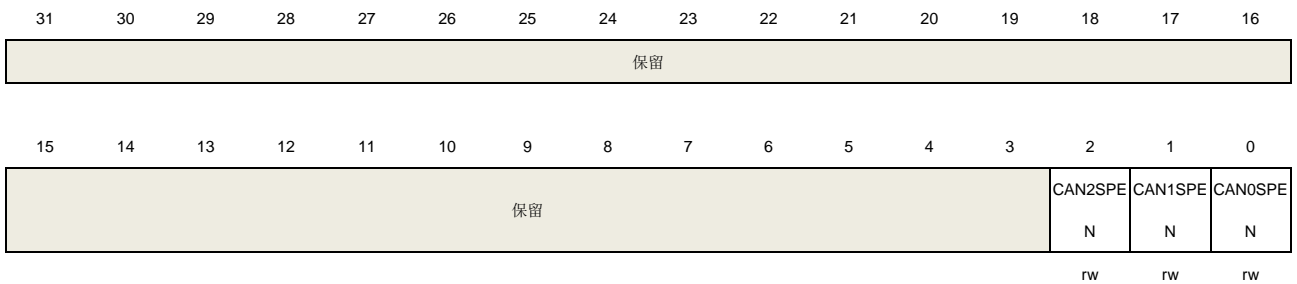 31 30 29 28 27 26 25 24 23 22 21 20 19 18 17 16
保留
15 14 13 12 11 10 9 8 7 6 5 4 3 2 1 0
保留
CAN2SPE CAN1SPE CAN0SPE
N N N
rw rw rw